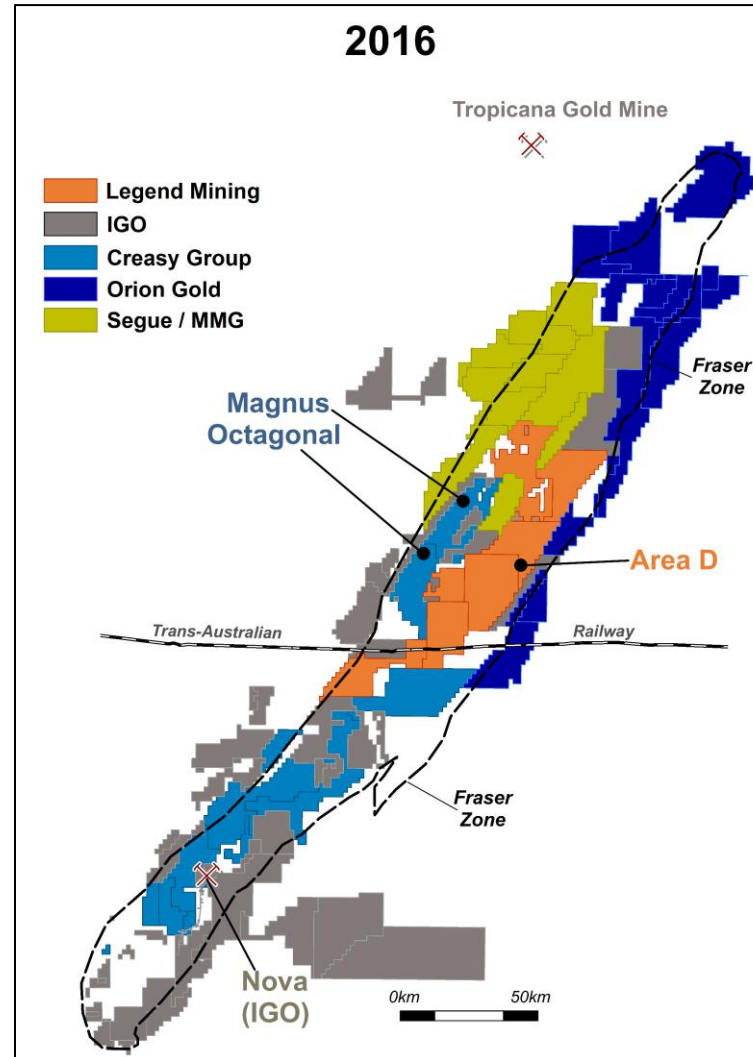 2016
Tropicana Gold Mine
Legend Mining
IGO
Creasy Group
Orion Gold
Segue / MMG
Fraser
Zone
Magnus
Octagonal
Area D
Trans-Australian
Railway
Fraser
Zone
Nova
(IGO)
0km
50km